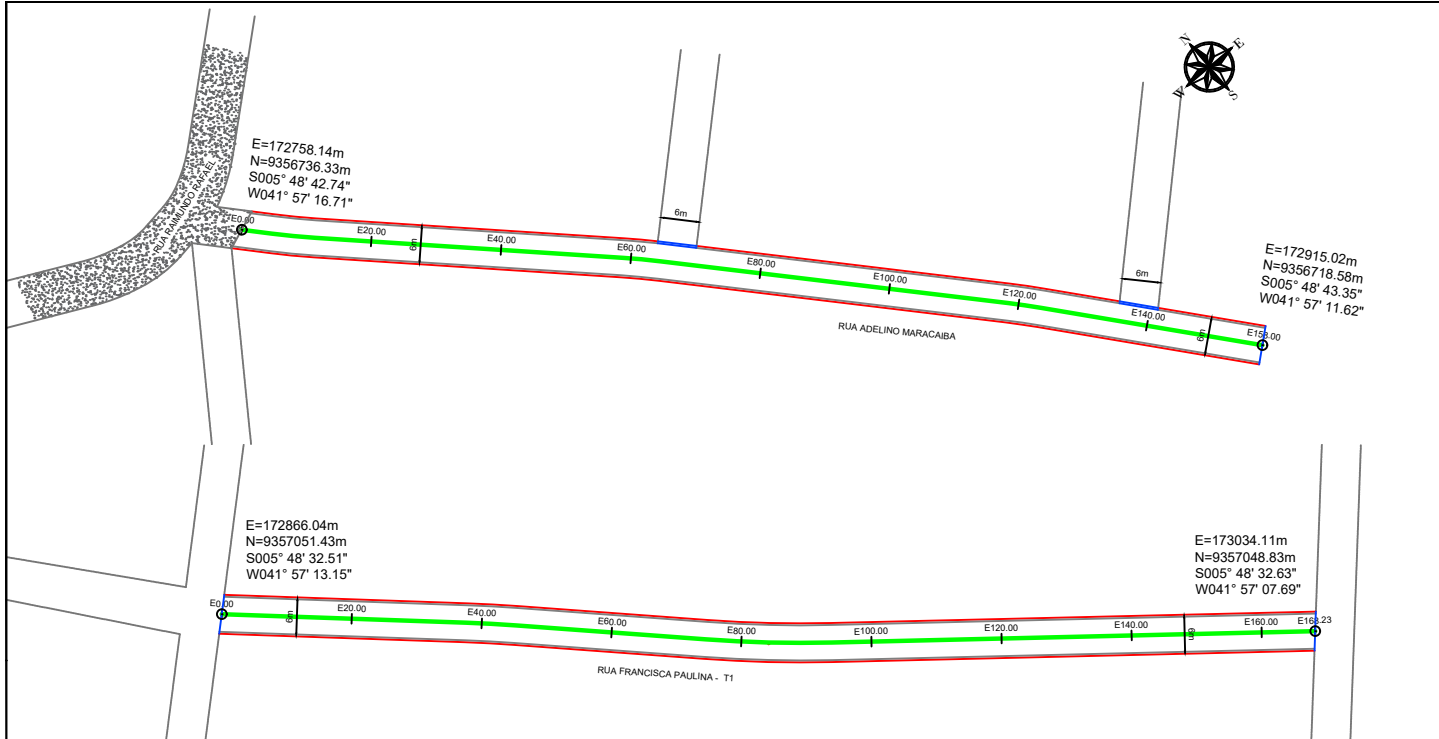 N
E
W
S
RUA RAIMUNDO RAFAEL
E=172758.14m
N=9356736.33m
S005° 48' 42.74"
W041° 57' 16.71"
E0.00
E20.00
6m
E40.00
E60.00
6m
E80.00
E100.00
E120.00
6m
E140.00
6m
E158.00
E=172915.02m
N=9356718.58m
S005° 48' 43.35"
W041° 57' 11.62"
RUA ADELINO MARACAIBA
E=172866.04m
N=9357051.43m
S005° 48' 32.51"
W041° 57' 13.15"
E0.00
6m
E20.00
E40.00
E60.00
E80.00
E100.00
E120.00
E140.00
6m
E160.00
E168.23
E=173034.11m
N=9357048.83m
S005° 48' 32.63"
W041° 57' 07.69"
RUA FRANCISCA PAULINA - T1